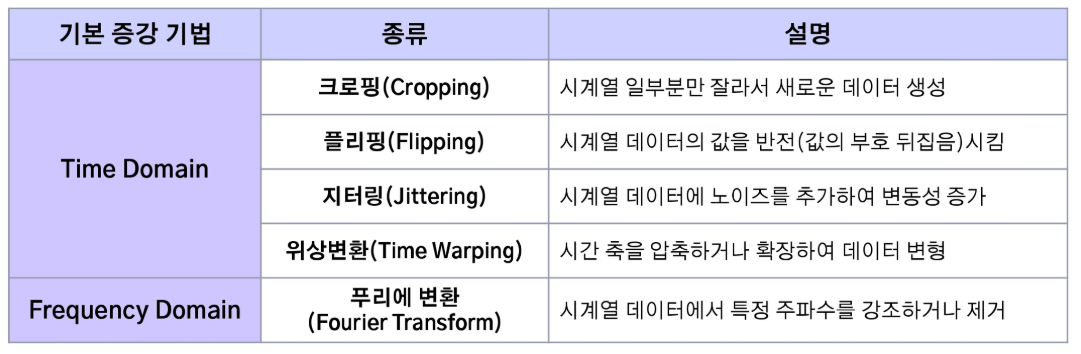 기본 증강 기법 종류 설명
Time Domain
크로핑(Cropping) 시계열 일부분만 잘라서 새로운 데이터 생성
플리핑(Flipping) 시계열 데이터의 값을 반전(값의 부호 뒤집음)시킴
지터링(Jittering) 시계열 데이터에 노이즈를 추가하여 변동성 증가
위상변환(Time Warping) 시간 축을 압축하거나 확장하여 데이터 변형
Frequency Domain
푸리에 변환
(Fourier Transform)
시계열 데이터에서 특정 주파수를 강조하거나 제거